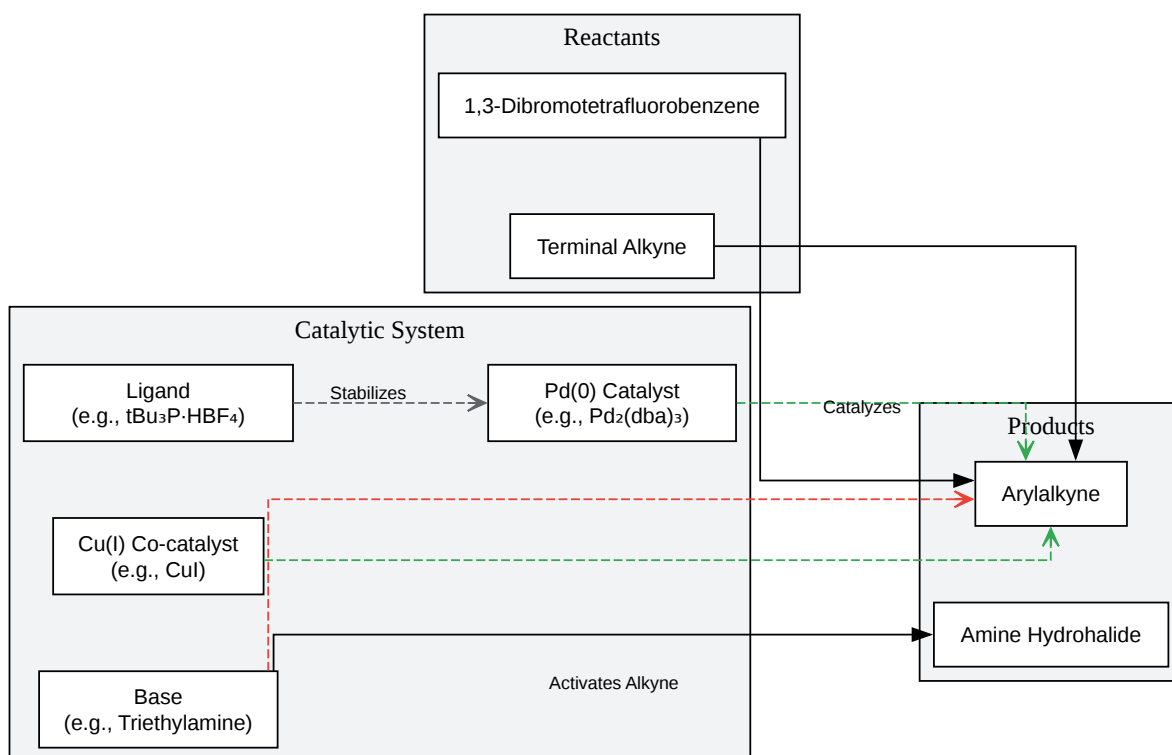 Reactants
1,3-Dibromotetrafluorobenzene
Terminal Alkyne
Catalytic System
Ligand
(e.g., tBu₃P·HBF₄)
Stabilizes
Pd(0) Catalyst
(e.g., Pd₂(dba)₃)
Catalyzes
Products
Arylalkyne
Cu(I) Co-catalyst
(e.g., CuI)
Amine Hydrohalide
Base
(e.g., Triethylamine)
Activates Alkyne